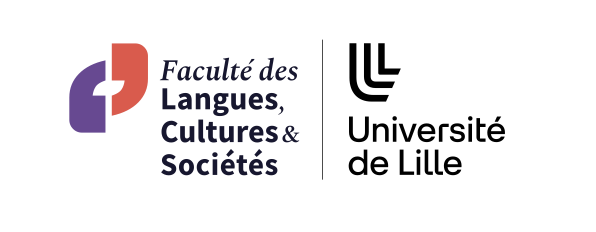 Faculté des
Langues,
Cultures &
Sociétés
Université
de Lille